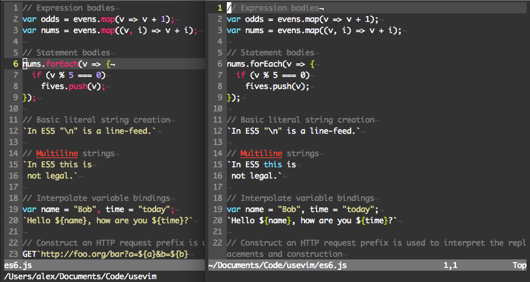 1 // Expression bodies¬
2 var odds = evens.map(v => v + 1);¬
3 var nums = evens.map((v, i) => v + i);¬
4 ¬
5 // Statement bodies¬
6 nums.forEach(v => {¬
7 if (v % 5 === 0)¬
8 fives.push(v);¬
9 });¬
10 ¬
11 // Basic literal string creation¬
12 `In ES5 "\n" is a line-feed.`¬
13 ¬
14 // Multiline strings¬
15 `In ES5 this is¬
16 not legal.`¬
17 ¬
18 // Interpolate variable bindings¬
19 var name = "Bob", time = "today";¬
20 `Hello ${name}, how are you ${time}?`¬
21 ¬
22 // Construct an HTTP request prefix is u
23 GET`http://foo.org/bar?a=${a}&b=${b}
es6.js
/Users/alex/Documents/Code/usevim
1 // Expression bodies¬
2 var odds = evens.map(v => v + 1);¬
3 var nums = evens.map((v, i) => v + i);¬
4 ¬
5 // Statement bodies¬
6 nums.forEach(v => {¬
7 if (v % 5 === 0)¬
8 fives.push(v);¬
9 });¬
10 ¬
11 // Basic literal string creation¬
12 `In ES5 "\n" is a line-feed.`¬
13 ¬
14 // Multiline strings¬
15 `In ES5 this is¬
16 not legal.`¬
17 ¬
18 // Interpolate variable bindings¬
19 var name = "Bob", time = "today";¬
20 `Hello ${name}, how are you ${time}?`¬
21 ¬
22 // Construct an HTTP request prefix is used to interpret the repl
acements and construction¬
~/Documents/Code/usevim/es6.js 1,1 Top